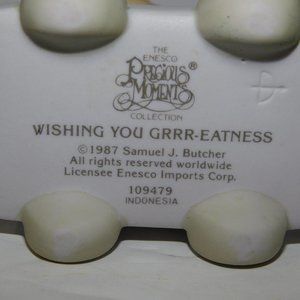 THE
ENESCO
Precious
Moments®
COLLECTION
WISHING YOU GRRR-EATNESS
©1987 Samuel J. Butcher
All rights reserved worldwide
Licensee Enesco Imports Corp.
109479
INDONESIA